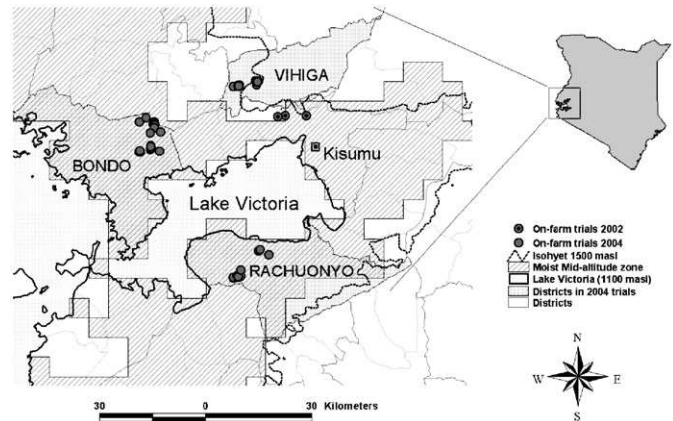 VIHIGA
Kisumu
BONDO
Lake Victoria
RACHUONYO
On-farm trials 2002
On-farm trials 2004
Isohyet 1500 masl
Moist Mid-altitude zone
Lake Victoria (1100 masl)
Districts in 2004 trials
Districts
N
W E
S
30 0 30 Kilometers